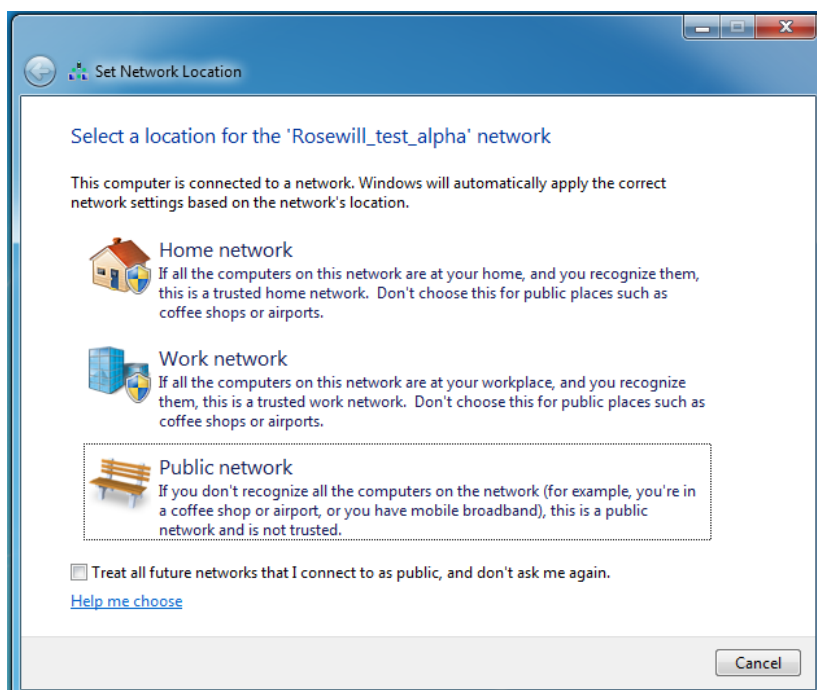 Set Network Location
Select a location for the 'Rosewill_test_alpha' network
This computer is connected to a network. Windows will automatically apply the correct
network settings based on the network's location.
Home network
If all the computers on this network are at your home, and you recognize them,
this is a trusted home network.  Don't choose this for public places such as
coffee shops or airports.
Work network
If all the computers on this network are at your workplace, and you recognize
them, this is a trusted work network.  Don't choose this for public places such as
coffee shops or airports.
Public network
If you don't recognize all the computers on the network (for example, you're in
a coffee shop or airport, or you have mobile broadband), this is a public
network and is not trusted.
Treat all future networks that I connect to as public, and don't ask me again.
Help me choose
Cancel